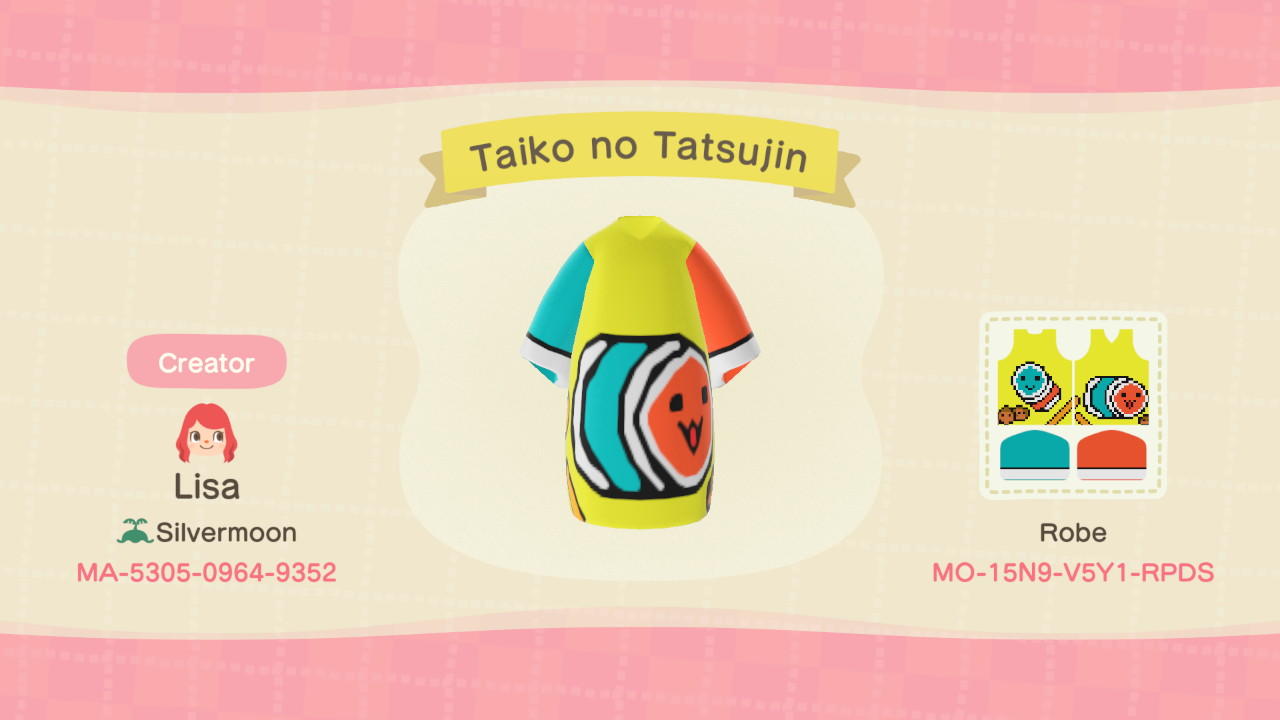 Taiko no Tatsujin
Creator
Lisa
Silvermoon
MA-5305-0964-9352
Robe
MO-15N9-V5Y1-RPDS